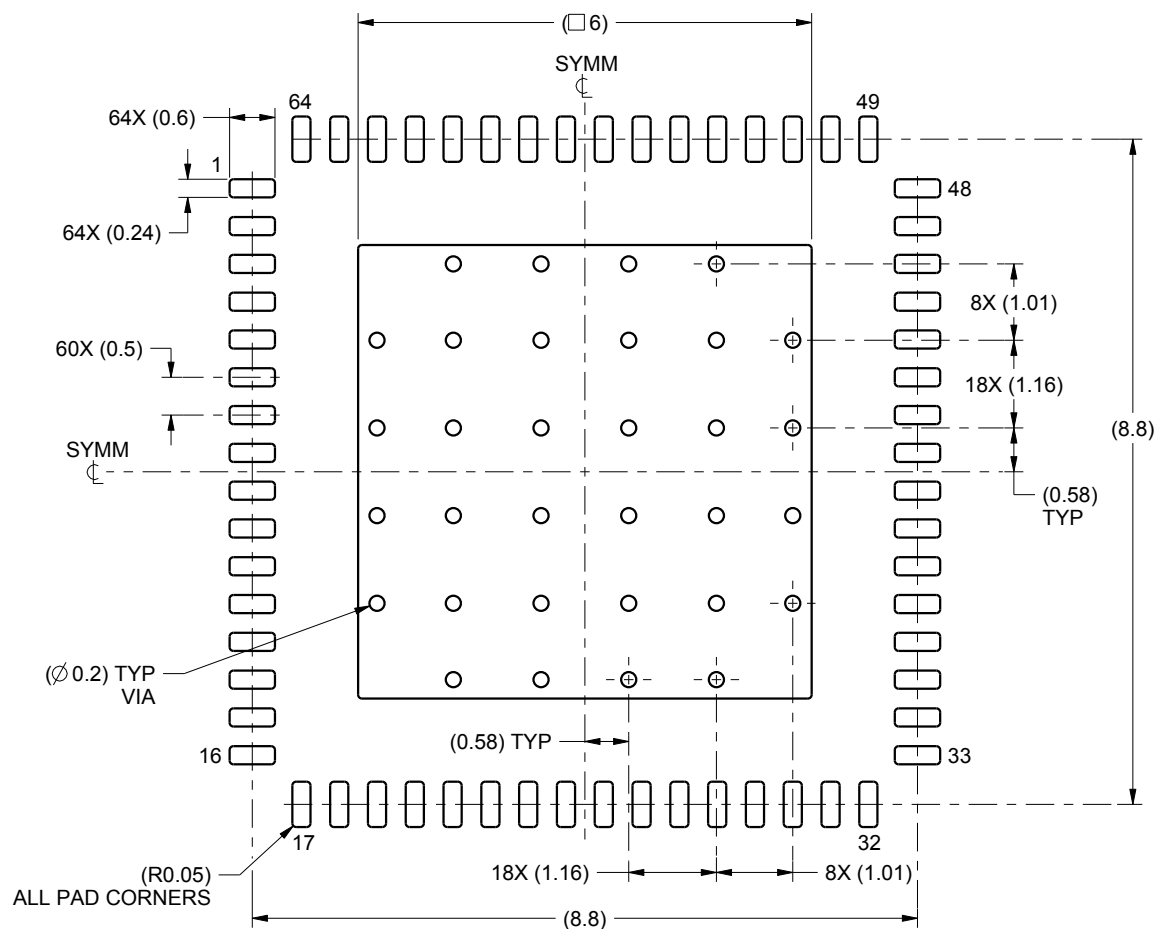 (□6)
SYMM
℄
64X (0.6)
64
49
1
48
64X (0.24)
8X (1.01)
60X (0.5)
18X (1.16)
(8.8)
SYMM
℄
(0.58)
TYP
(∅0.2) TYP
VIA
(0.58) TYP
16
33
17
32
(R0.05)
ALL PAD CORNERS
18X (1.16)
8X (1.01)
(8.8)